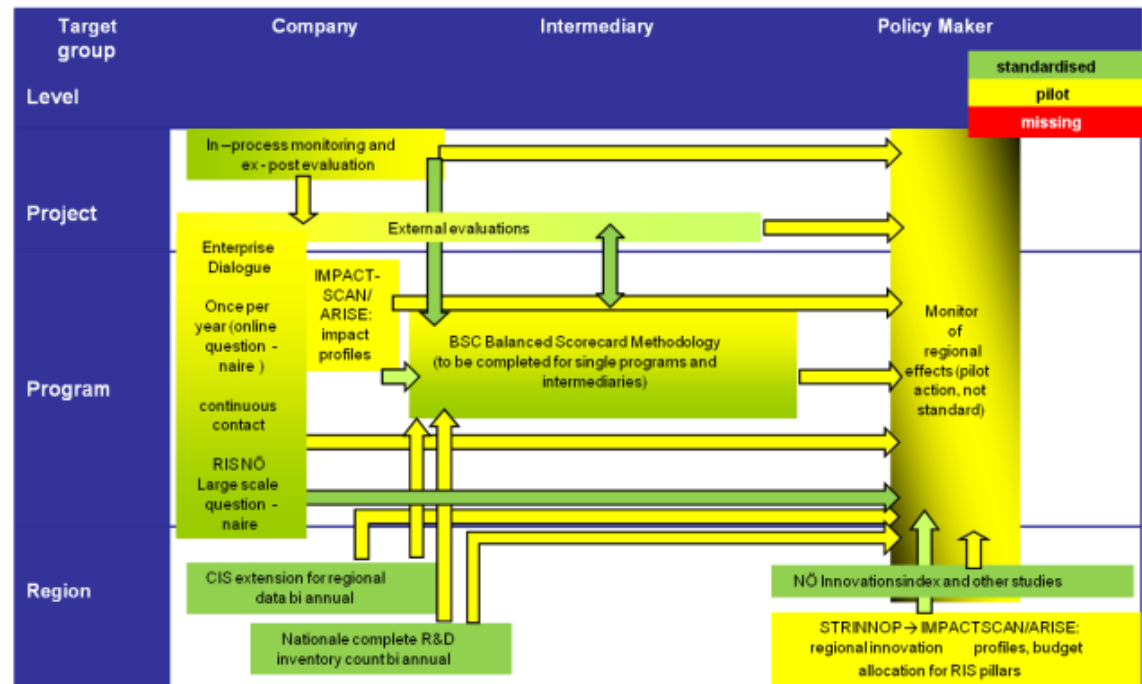 Target
group
Company
Intermediary
Policy Maker
Level
standardised
pilot
missing
In –process monitoring and
ex - post evaluation
Project
External evaluations
Enterprise
Dialogue
Once per
year (online
question -
naire )
continuous
contact
RIS NÖ
Large scale
question -
naire
IMPACT-
SCAN/
ARISE:
impact
profiles
BSC Balanced Scorecard Methodology
(to be completed for single programs and
intermediaries)
Monitor
of
regional
effects (pilot
action, not
standard)
Program
Region
CIS extension for regional
data bi annual
Nationale complete R&D
inventory count bi annual
NÖ Innovationsindex and other studies
STRINNOP → IMPACTSCAN/ARISE:
regional innovation profiles, budget
allocation for RIS pillars